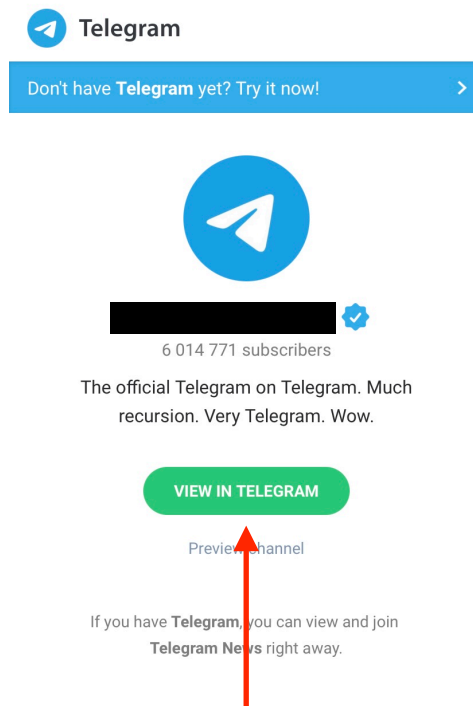 Telegram
Don't have Telegram yet? Try it now!
6 014 771 subscribers
The official Telegram on Telegram. Much
recursion. Very Telegram. Wow.
VIEW IN TELEGRAM
Preview channel
If you have Telegram, you can view and join
Telegram News right away.